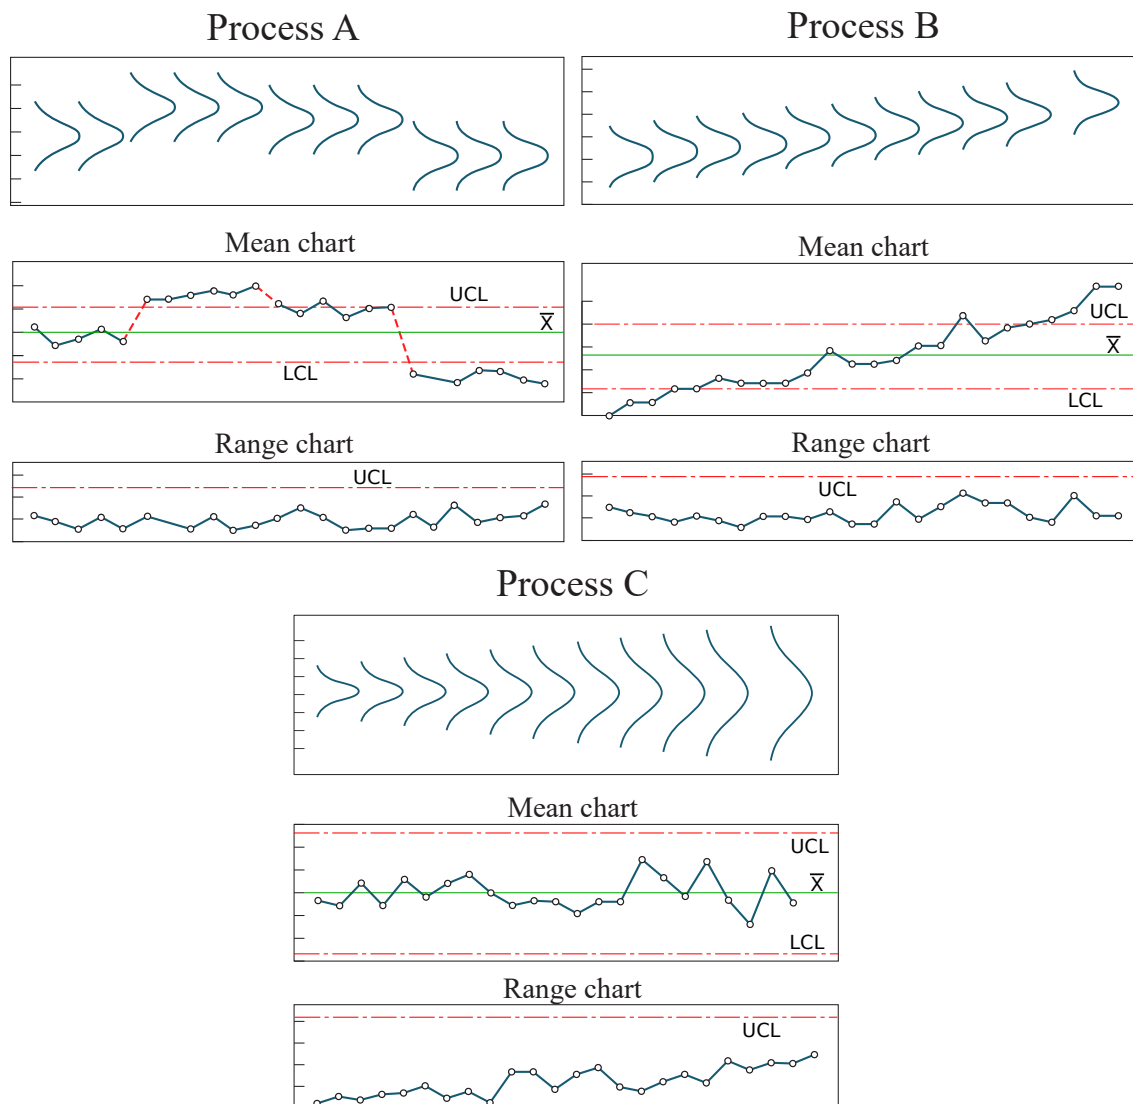 Process A
Mean chart
UCL
X̅
LCL
Range chart
UCL
Process B
Mean chart
UCL
X̅
LCL
Range chart
UCL
Process C
Mean chart
UCL
X̅
LCL
Range chart
UCL